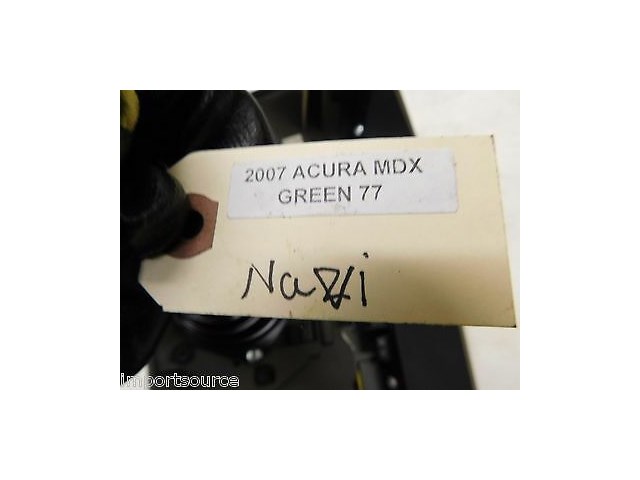 2007 ACURA MDX
GREEN 77
Navi
importsource